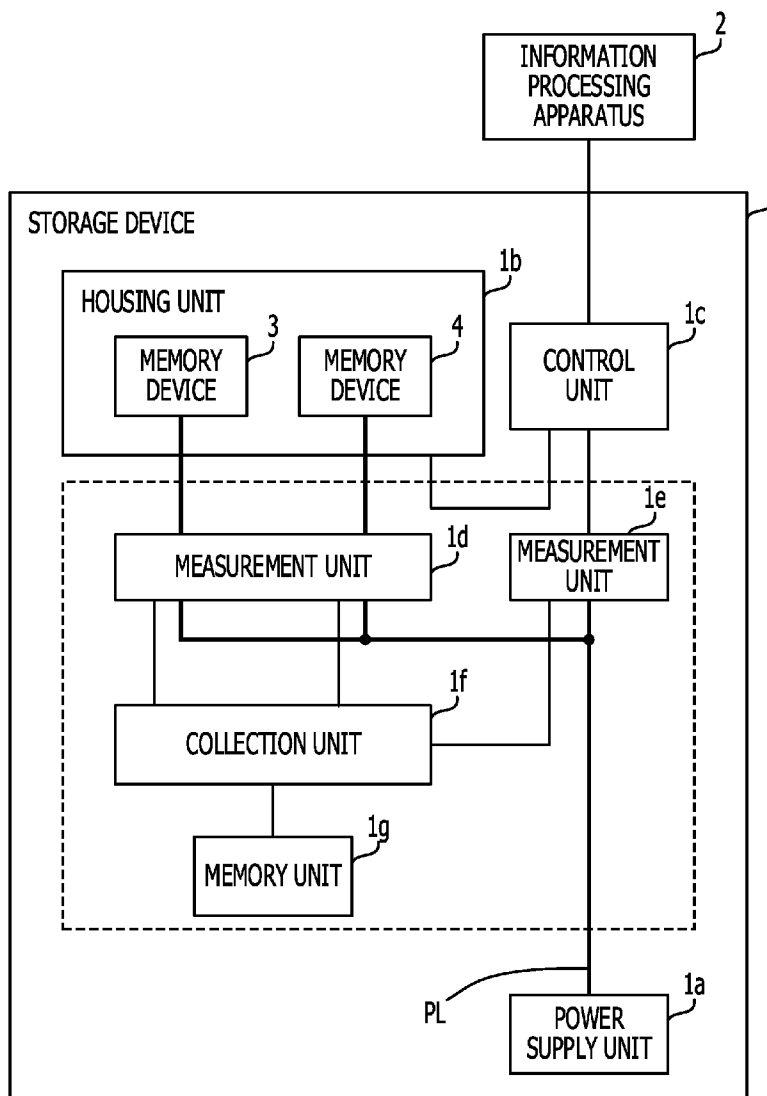 2
INFORMATION
PROCESSING
APPARATUS
STORAGE DEVICE
1b
HOUSING UNIT
3
MEMORY
DEVICE
4
MEMORY
DEVICE
1c
CONTROL
UNIT
1d
MEASUREMENT UNIT
1e
MEASUREMENT
UNIT
1f
COLLECTION UNIT
1g
MEMORY UNIT
PL
1a
POWER
SUPPLY UNIT